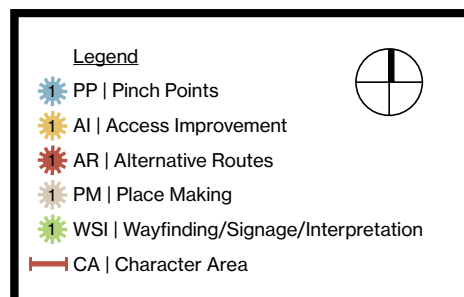 Legend
1 PP | Pinch Points
1 AI | Access Improvement
1 AR | Alternative Routes
1 PM | Place Making
1 WSI | Wayfinding/Signage/Interpretation
CA | Character Area